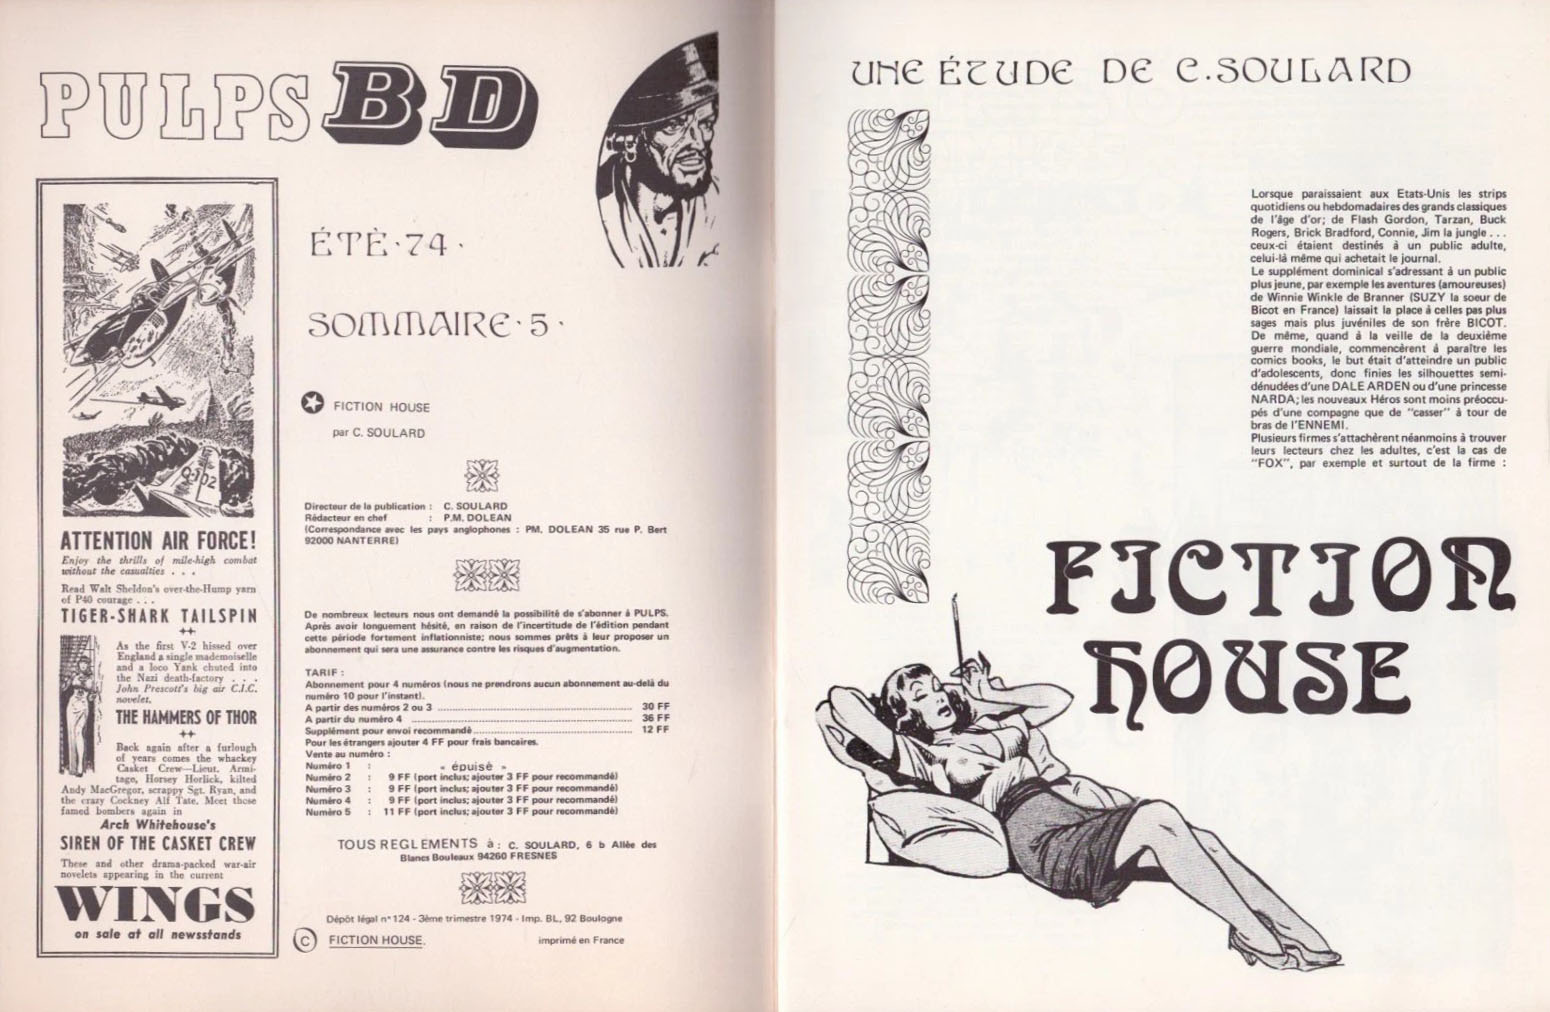 PULPS BD
ATTENTION AIR FORCE!
Enjoy the thrills of mile-high combat
without the casualties . . .
Read Walt Sheldon's over-the-Hump yarn
of P40 courage . . .
TIGER-SHARK TAILSPIN
As the first V-2 hissed over
England a single mademoiselle
and a loco Yank chuted into
the Nazi death-factory . . .
John Prescott's big air C.I.C.
novelet.
THE HAMMERS OF THOR
Back again after a furlough
of years comes the whackey
Casket Crew—Lieut. Armi-
tage, Horsey Horlick, kilted
Andy MacGregor, scrappy Sgt. Ryan, and
the crazy Cockney Alf Tate. Meet those
famed bombers again in
Arch Whitehouse's
SIREN OF THE CASKET CREW
These and other drama-packed war-air
novelets appearing in the current
WINGS
on sale at all newsstands
ÉTÈ·74·
SOMMAIRE·5·
FICTION HOUSE
par C. SOULARD
Directeur de la publication : C. SOULARD
Rédacteur en chef : P.M. DOLEAN
(Correspondance avec les pays anglophones : PM. DOLEAN 35 rue P. Bert
92000 NANTERRE)
De nombreux lecteurs nous ont demandé la possibilité de s'abonner à PULPS.
Après avoir longuement hésité, en raison de l'incertitude de l'édition pendant
cette période fortement inflationniste; nous sommes prêts à leur proposer un
abonnement qui sera une assurance contre les risques d'augmentation.
TARIF :
Abonnement pour 4 numéros (nous ne prendrons aucun abonnement au-delà du
numéro 10 pour l'instant).
A partir des numéros 2 ou 3 ........ 30 FF
A partir du numéro 4 ........ 36 FF
Supplément pour envoi recommandé ........ 12 FF
Pour les étrangers ajouter 4 FF pour frais bancaires.
Vente au numéro :
Numéro 1 : « épuisé »
Numéro 2 : 9 FF (port inclus; ajouter 3 FF pour recommandé)
Numéro 3 : 9 FF (port inclus; ajouter 3 FF pour recommandé)
Numéro 4 : 9 FF (port inclus; ajouter 3 FF pour recommandé)
Numéro 5 : 11 FF (port inclus; ajouter 3 FF pour recommandé)
TOUS REGLEMENTS à : C. SOULARD, 6 b Allée des
Blancs Bouleaux 94260 FRESNES
Dépôt légal n° 124 - 3ème trimestre 1974 - Imp. BL, 92 Boulogne
© FICTION HOUSE. imprimé en France
UNE ÉTUDE DE C.SOULARD
Lorsque paraissaient aux Etats-Unis les strips
quotidiens ou hebdomadaires des grands classiques
de l'âge d'or; de Flash Gordon, Tarzan, Buck
Rogers, Brick Bradford, Connie, Jim la jungle . . .
ceux-ci étaient destinés à un public adulte,
celui-là même qui achetait le journal.
Le supplément dominical s'adressant à un public
plus jeune, par exemple les aventures (amoureuses)
de Winnie Winkle de Branner (SUZY la soeur de
Bicot en France) laissait la place à celles pas plus
sages mais plus juvéniles de son frère BICOT.
De même, quand à la veille de la deuxième
guerre mondiale, commencèrent à paraître les
comics books, le but était d'atteindre un public
d'adolescents, donc finies les silhouettes semi-
dénudées d'une DALE ARDEN ou d'une princesse
NARDA; les nouveaux Héros sont moins préoccu-
pés d'une compagne que de "casser" à tour de
bras de l'ENNEMI.
Plusieurs firmes s'attachèrent néanmoins à trouver
leurs lecteurs chez les adultes, c'est la cas de
"FOX", par exemple et surtout de la firme :
FICTION
HOUSE